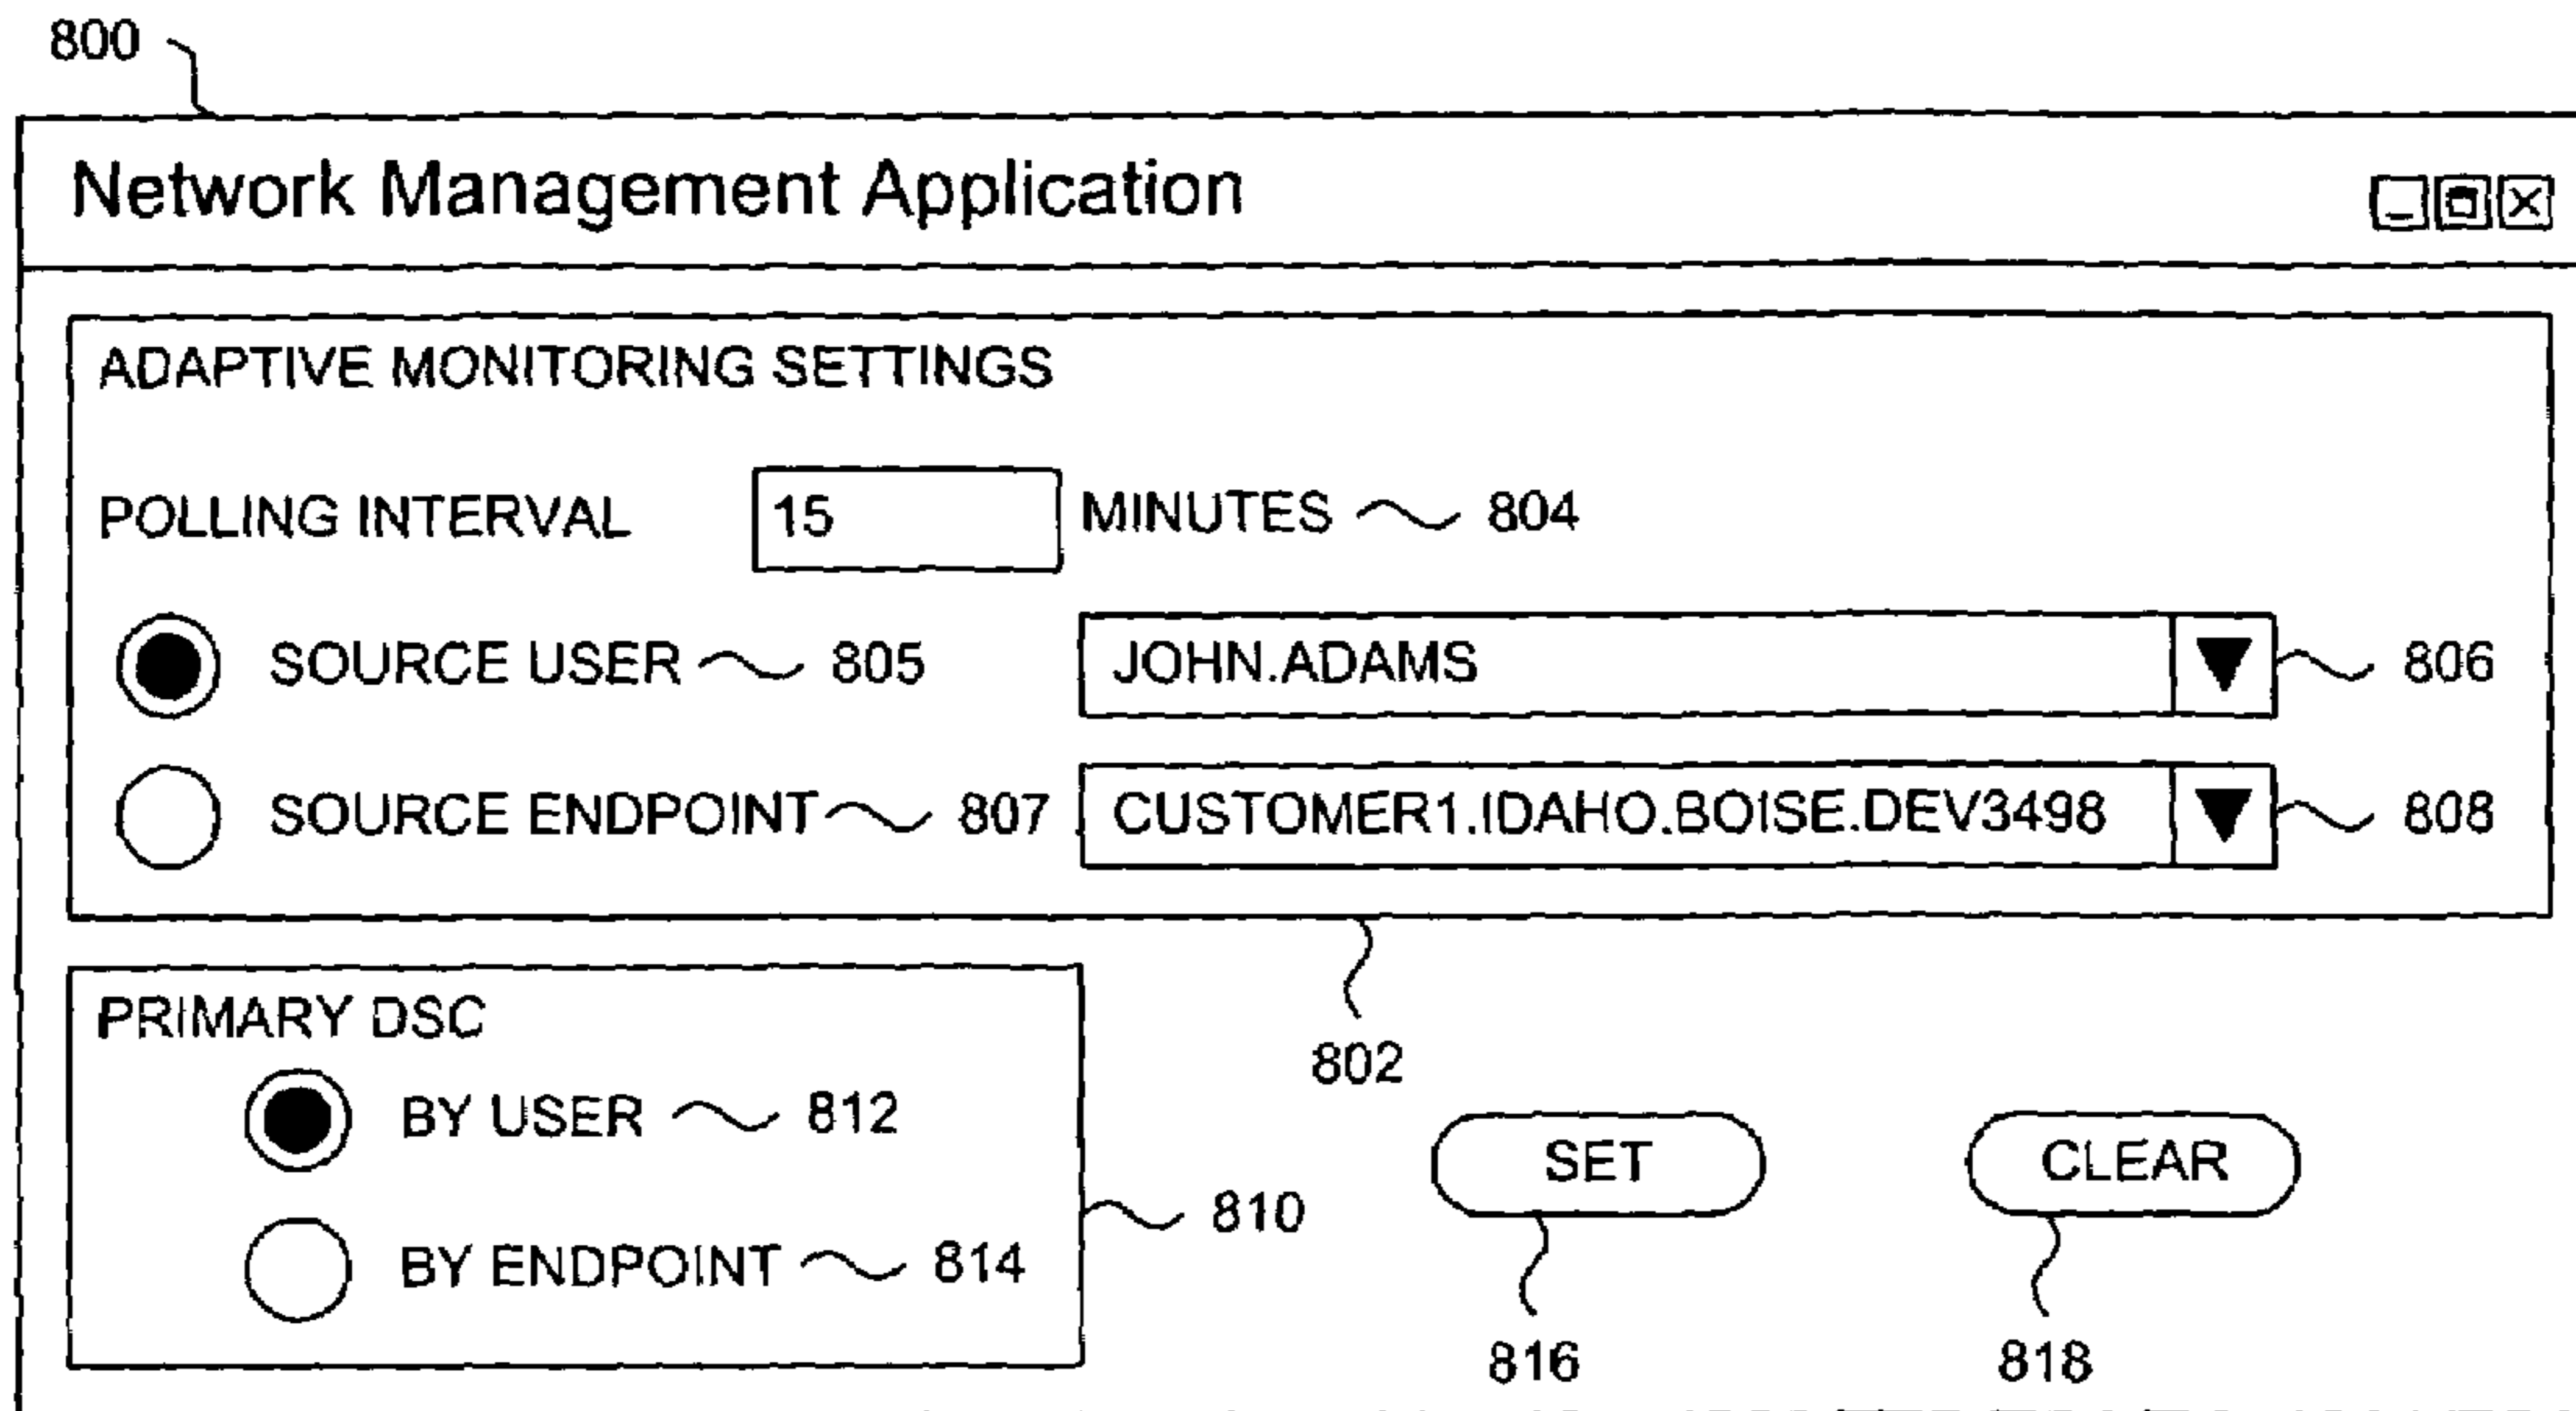 800
Network Management Application
ADAPTIVE MONITORING SETTINGS
POLLING INTERVAL 15 MINUTES 804
SOURCE USER 805 JOHN.ADAMS 806
SOURCE ENDPOINT 807 CUSTOMER1.IDAHO.BOISE.DEV3498 808
802
PRIMARY DSC
BY USER 812
BY ENDPOINT 814
810
SET
CLEAR
816
818